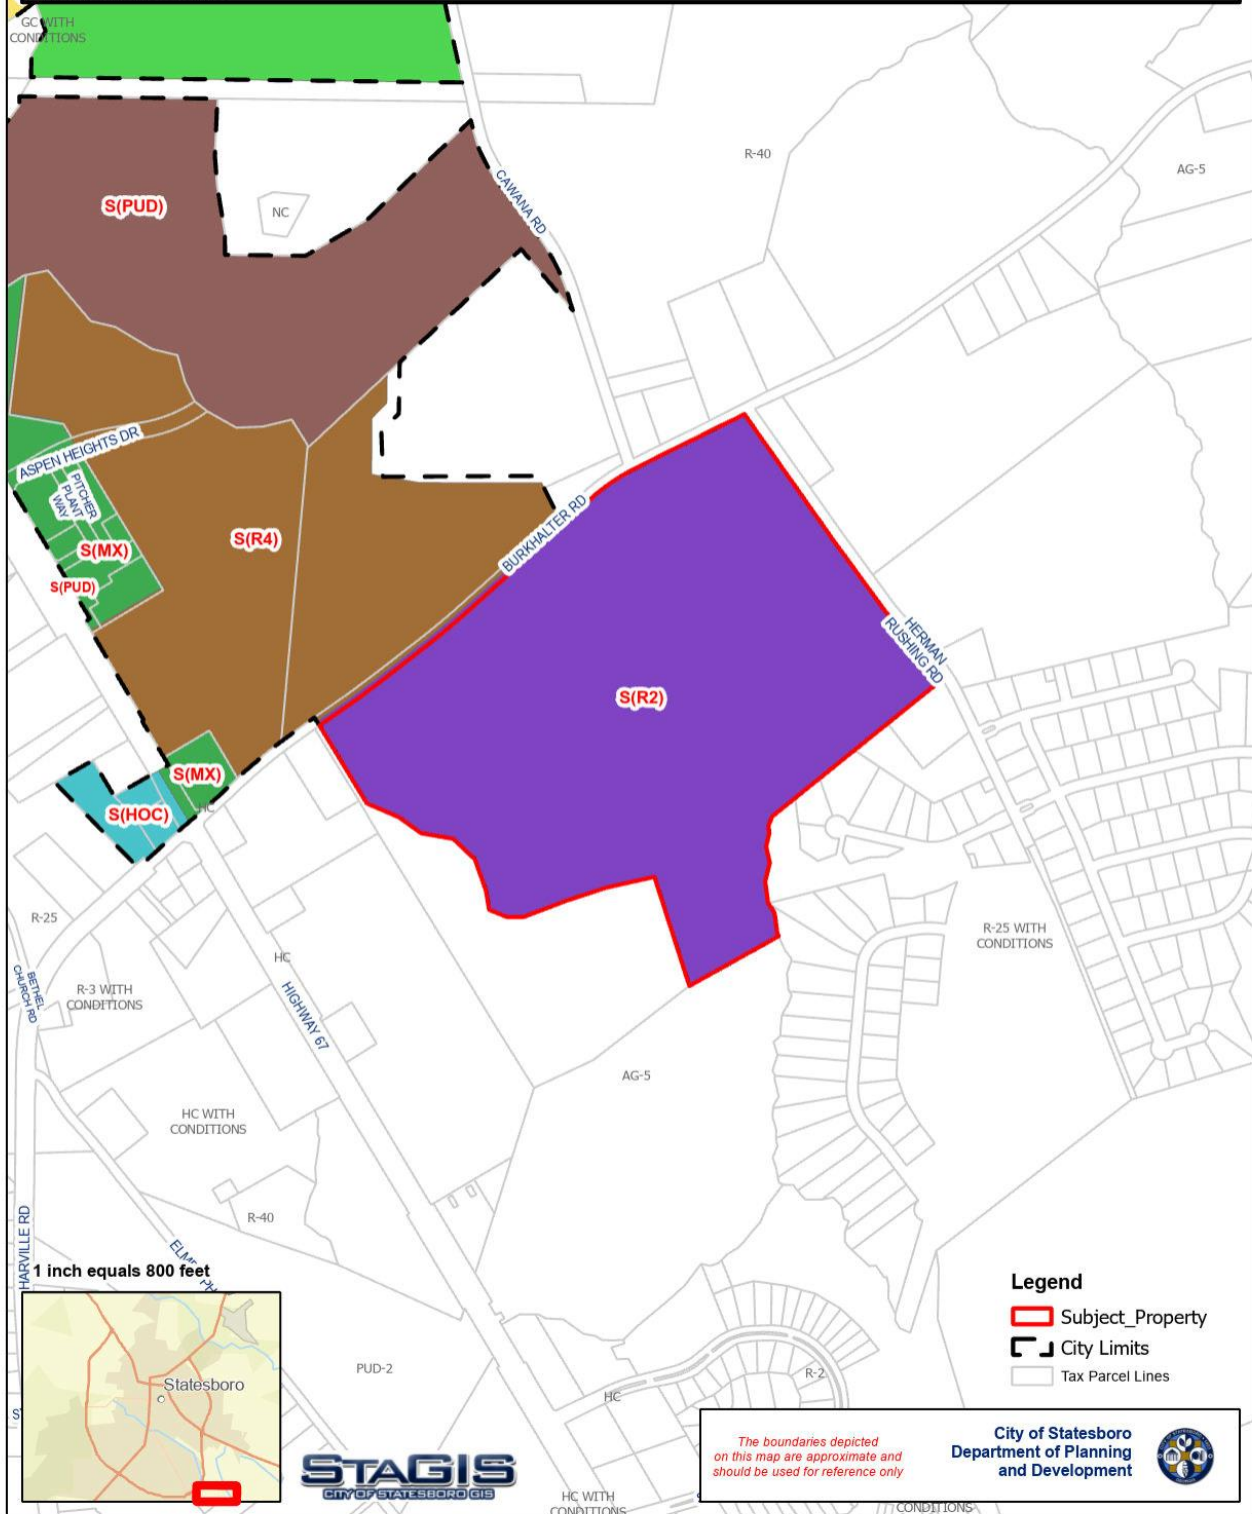 GC WITH
CONDITIONS
R-40
AG-5
CAWANA RD
S(PUD)
NC
ASPEN HEIGHTS DR
PITCHER
PLANT
WAY
S(MX)
S(R4)
S(PUD)
BURKHALTER RD
HERMAN
RUSHING RD
S(R2)
S(MX)
HC
S(HOC)
R-25
R-25 WITH
CONDITIONS
HC
BETHEL
CHURCH RD
R-3 WITH
CONDITIONS
HIGHWAY 67
AG-5
HC WITH
CONDITIONS
R-40
HARVILLE RD
1 inch equals 800 feet
Statesboro
PUD-2
HC
R-2
Legend
Subject_Property
City Limits
Tax Parcel Lines
STAGIS
CITY OF STATESBORO GIS
HC WITH
CONDITIONS
The boundaries depicted
on this map are approximate and
should be used for reference only
City of Statesboro
Department of Planning
and Development
CONDITIONS